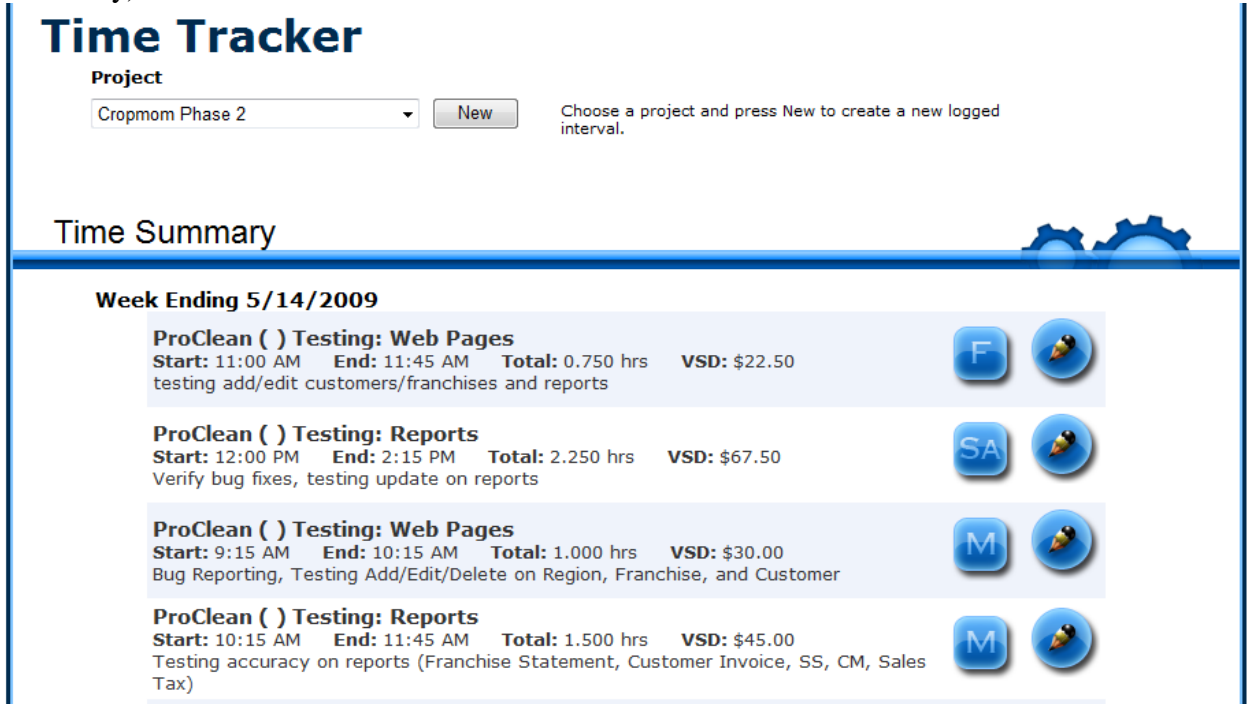 Time Tracker
Project
Cropmom Phase 2
New
Choose a project and press New to create a new logged
interval.
Time Summary
Week Ending 5/14/2009
ProClean ( ) Testing: Web Pages
Start: 11:00 AM End: 11:45 AM Total: 0.750 hrs VSD: $22.50
testing add/edit customers/franchises and reports
F
ProClean ( ) Testing: Reports
Start: 12:00 PM End: 2:15 PM Total: 2.250 hrs VSD: $67.50
Verify bug fixes, testing update on reports
SA
ProClean ( ) Testing: Web Pages
Start: 9:15 AM End: 10:15 AM Total: 1.000 hrs VSD: $30.00
Bug Reporting, Testing Add/Edit/Delete on Region, Franchise, and Customer
M
ProClean ( ) Testing: Reports
Start: 10:15 AM End: 11:45 AM Total: 1.500 hrs VSD: $45.00
Testing accuracy on reports (Franchise Statement, Customer Invoice, SS, CM, Sales
Tax)
M